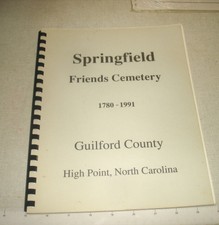 Springfield
Friends Cemetery
1780 - 1991
Guilford County
High Point, North Carolina